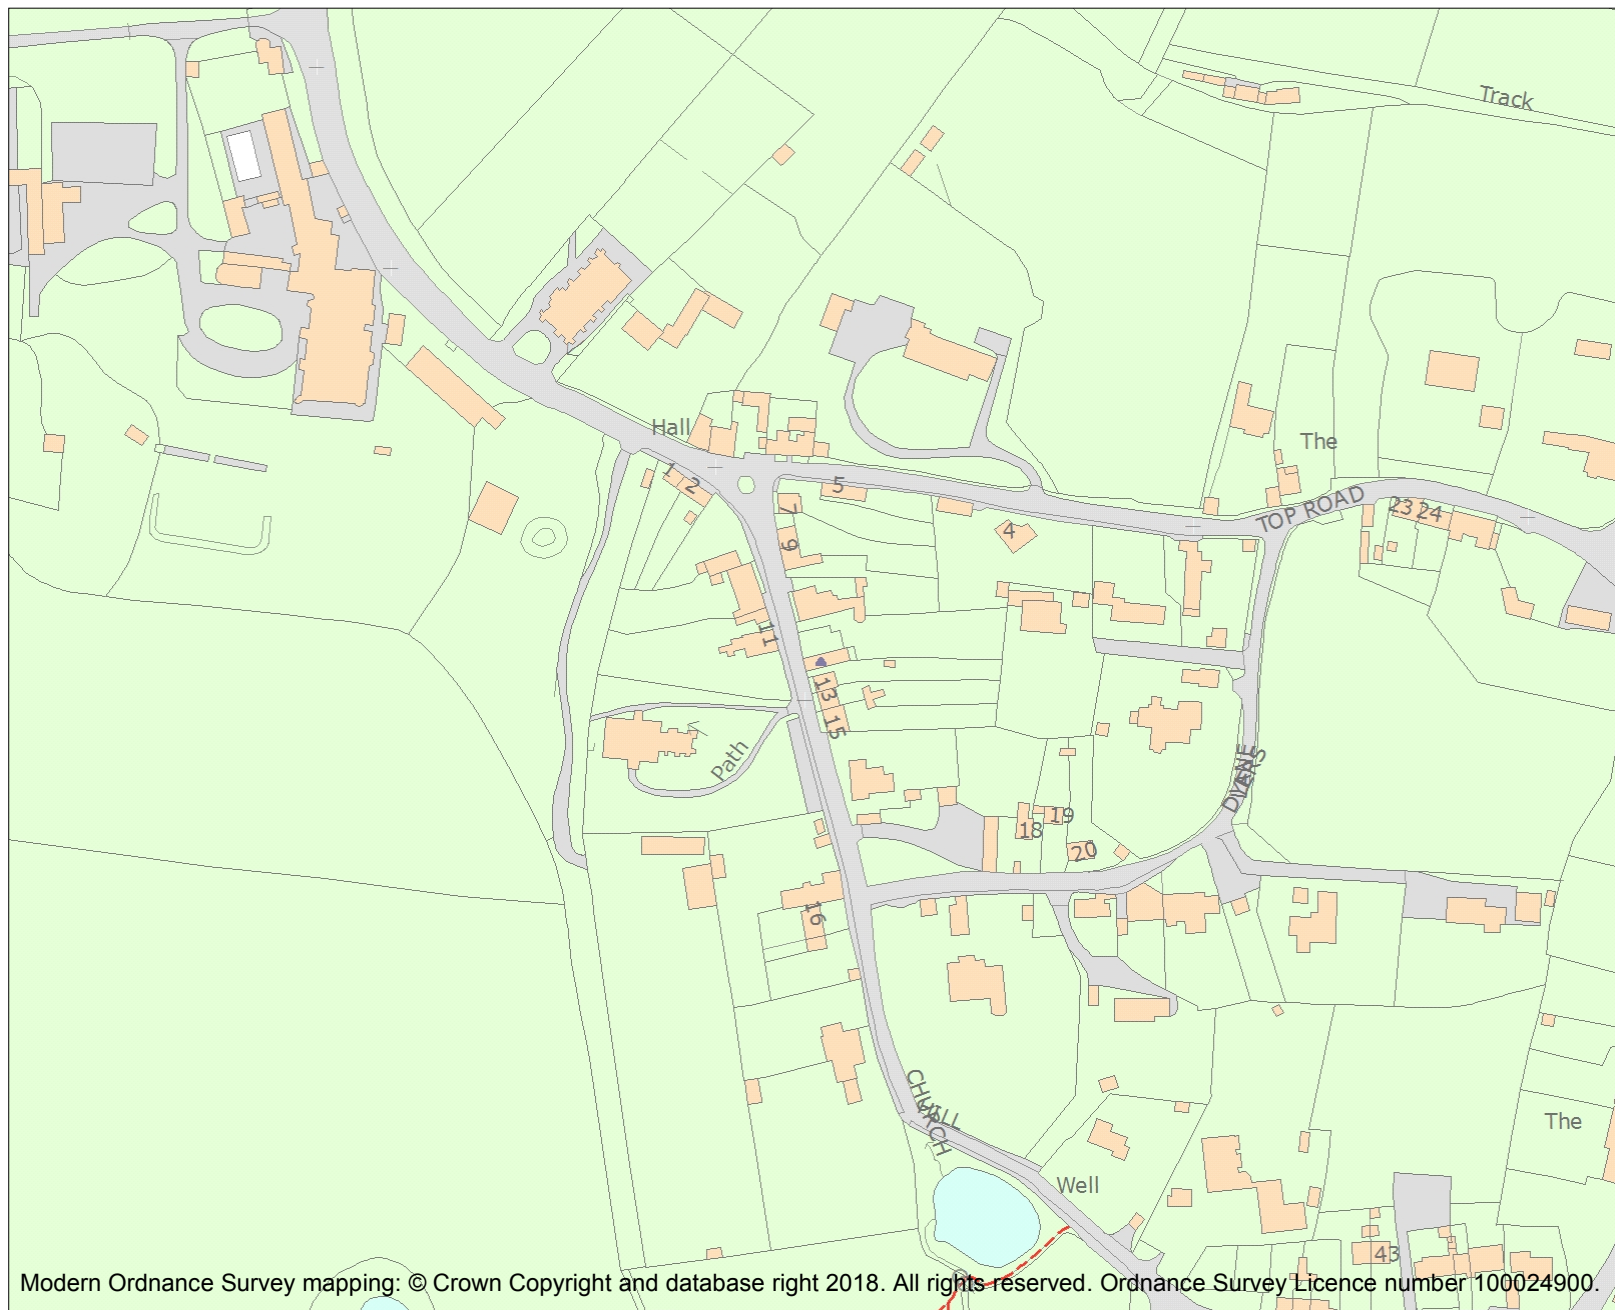 Track
Hall
The
1
2
5
TOP ROAD
23 24
7
4
9
11
13
15
Path
DYERS
LANE
19
18
20
16
CHURCH
HILL
The
Well
43
Modern Ordnance Survey mapping: © Crown Copyright and database right 2018. All rights reserved. Ordnance Survey Licence number 100024900.